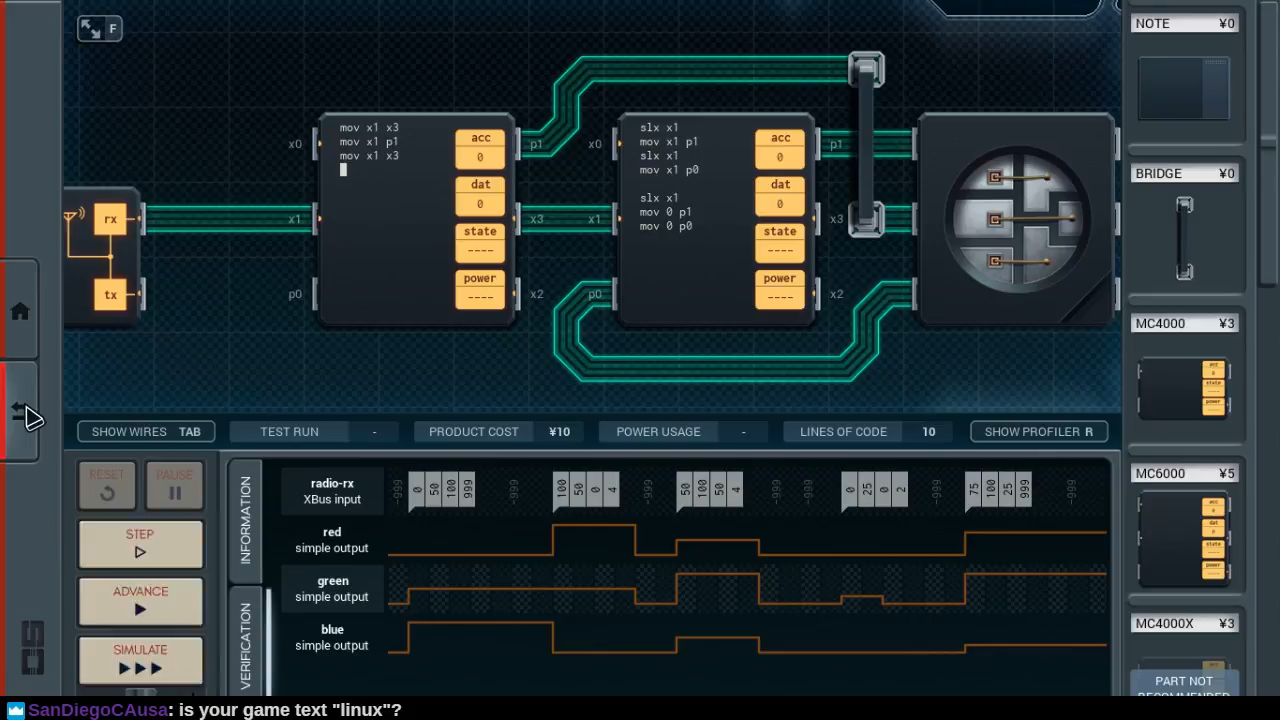 F
NOTE ¥0
BRIDGE ¥0
MC4000 ¥3
MC6000 ¥5
MC4000X ¥3
PART NOT
RECOMMENDED
rx
tx
x0
x1
p0
mov x1 x3
mov x1 p1
mov x1 x3
acc
0
dat
0
state
----
power
----
p1
x3
x2
x0
x1
p0
slx x1
mov x1 p1
slx x1
mov x1 p0
slx x1
mov 0 p1
mov 0 p0
acc
0
dat
0
state
----
power
----
p1
x3
x2
acc
0
acc
dat
0
SHOW WIRES TAB
TEST RUN -
PRODUCT COST ¥10
POWER USAGE -
LINES OF CODE 10
SHOW PROFILER R
RESET
PAUSE
STEP
ADVANCE
SIMULATE
INFORMATION
VERIFICATION
radio-rx
XBus input
-999 0 50 100 999 -999 100 50 0 4 -999 50 100 50 4 -999 -999 0 25 0 2 -999 75 100 25 999 -999
red
simple output
green
simple output
blue
simple output
SanDiegoCAusa: is your game text "linux"?